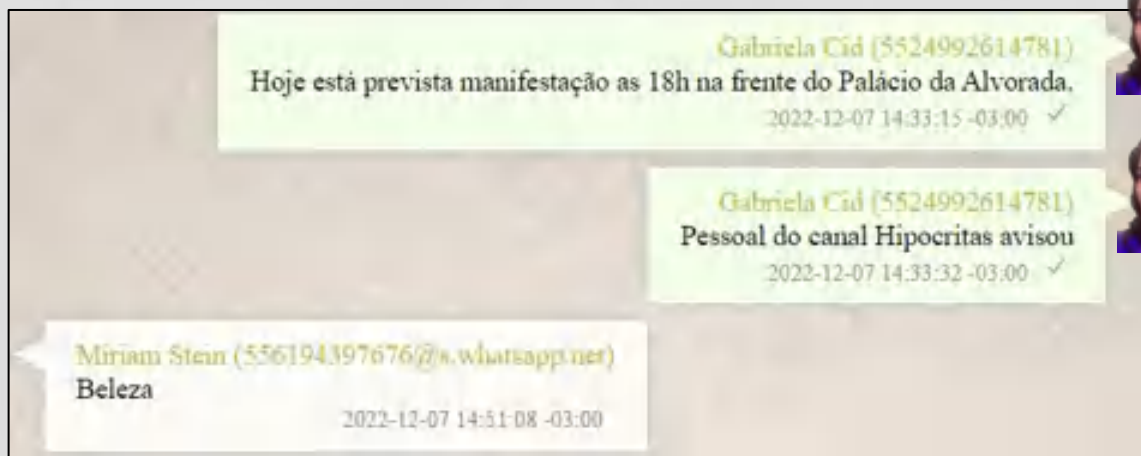 Gabriela Cid (5524992614781)
Hoje está prevista manifestação as 18h na frente do Palácio da Alvorada.
2022-12-07 14:33:15 -03:00
Gabriela Cid (5524992614781)
Pessoal do canal Hipocritas avisou
2022-12-07 14:33:32 -03:00
Miriam Stein (556194397676@s.whatsapp.net)
Beleza
2022-12-07 14:51:08 -03:00